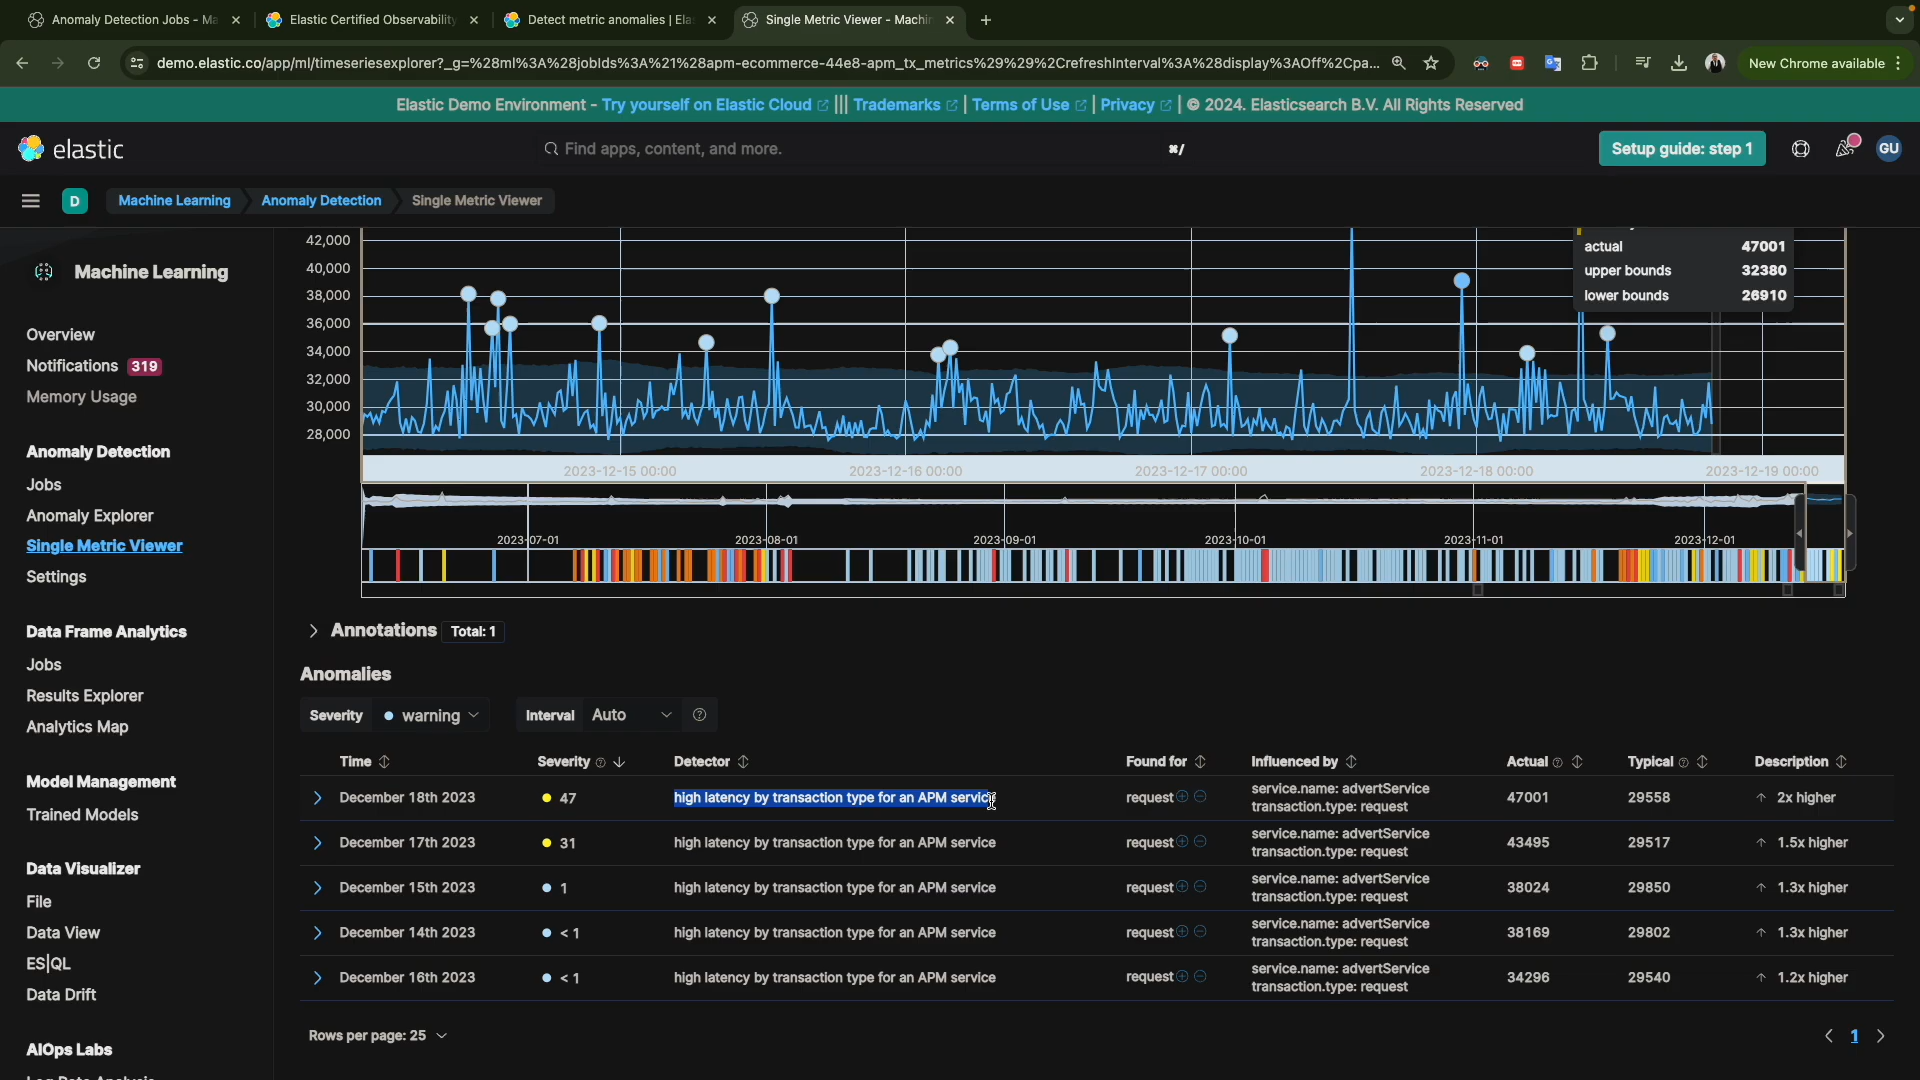 Anomaly Detection Jobs - Ma
Elastic Certified Observability
Detect metric anomalies | Ela
Single Metric Viewer - Machin
demo.elastic.co/app/ml/timeseriesexplorer?_g=%28ml%3A%28jobIds%3A%21%28apm-ecommerce-44e8-apm_tx_metrics%29%29%2CrefreshInterval%3A%28display%3AOff%2Cpa...
New Chrome available
Elastic Demo Environment - Try yourself on Elastic Cloud ||| Trademarks | Terms of Use | Privacy | © 2024. Elasticsearch B.V. All Rights Reserved
elastic
Find apps, content, and more.
⌘/
Setup guide: step 1
GU
D
Machine Learning
Anomaly Detection
Single Metric Viewer
Machine Learning
Overview
Notifications 319
Memory Usage
Anomaly Detection
Jobs
Anomaly Explorer
Single Metric Viewer
Settings
Data Frame Analytics
Jobs
Results Explorer
Analytics Map
Model Management
Trained Models
Data Visualizer
File
Data View
ES|QL
Data Drift
AIOps Labs
42,000
40,000
38,000
36,000
34,000
32,000
30,000
28,000
actual 47001
upper bounds 32380
lower bounds 26910
2023-12-15 00:00 2023-12-16 00:00 2023-12-17 00:00 2023-12-18 00:00 2023-12-19 00:00
2023-07-01 2023-08-01 2023-09-01 2023-10-01 2023-11-01 2023-12-01
Annotations Total: 1
Anomalies
Severity warning Interval Auto
Time Severity Detector Found for Influenced by Actual Typical Description
December 18th 2023 47 high latency by transaction type for an APM service request service.name: advertService 47001 29558 2x higher
transaction.type: request
December 17th 2023 31 high latency by transaction type for an APM service request service.name: advertService 43495 29517 1.5x higher
transaction.type: request
December 15th 2023 1 high latency by transaction type for an APM service request service.name: advertService 38024 29850 1.3x higher
transaction.type: request
December 14th 2023 < 1 high latency by transaction type for an APM service request service.name: advertService 38169 29802 1.3x higher
transaction.type: request
December 16th 2023 < 1 high latency by transaction type for an APM service request service.name: advertService 34296 29540 1.2x higher
transaction.type: request
Rows per page: 25
1